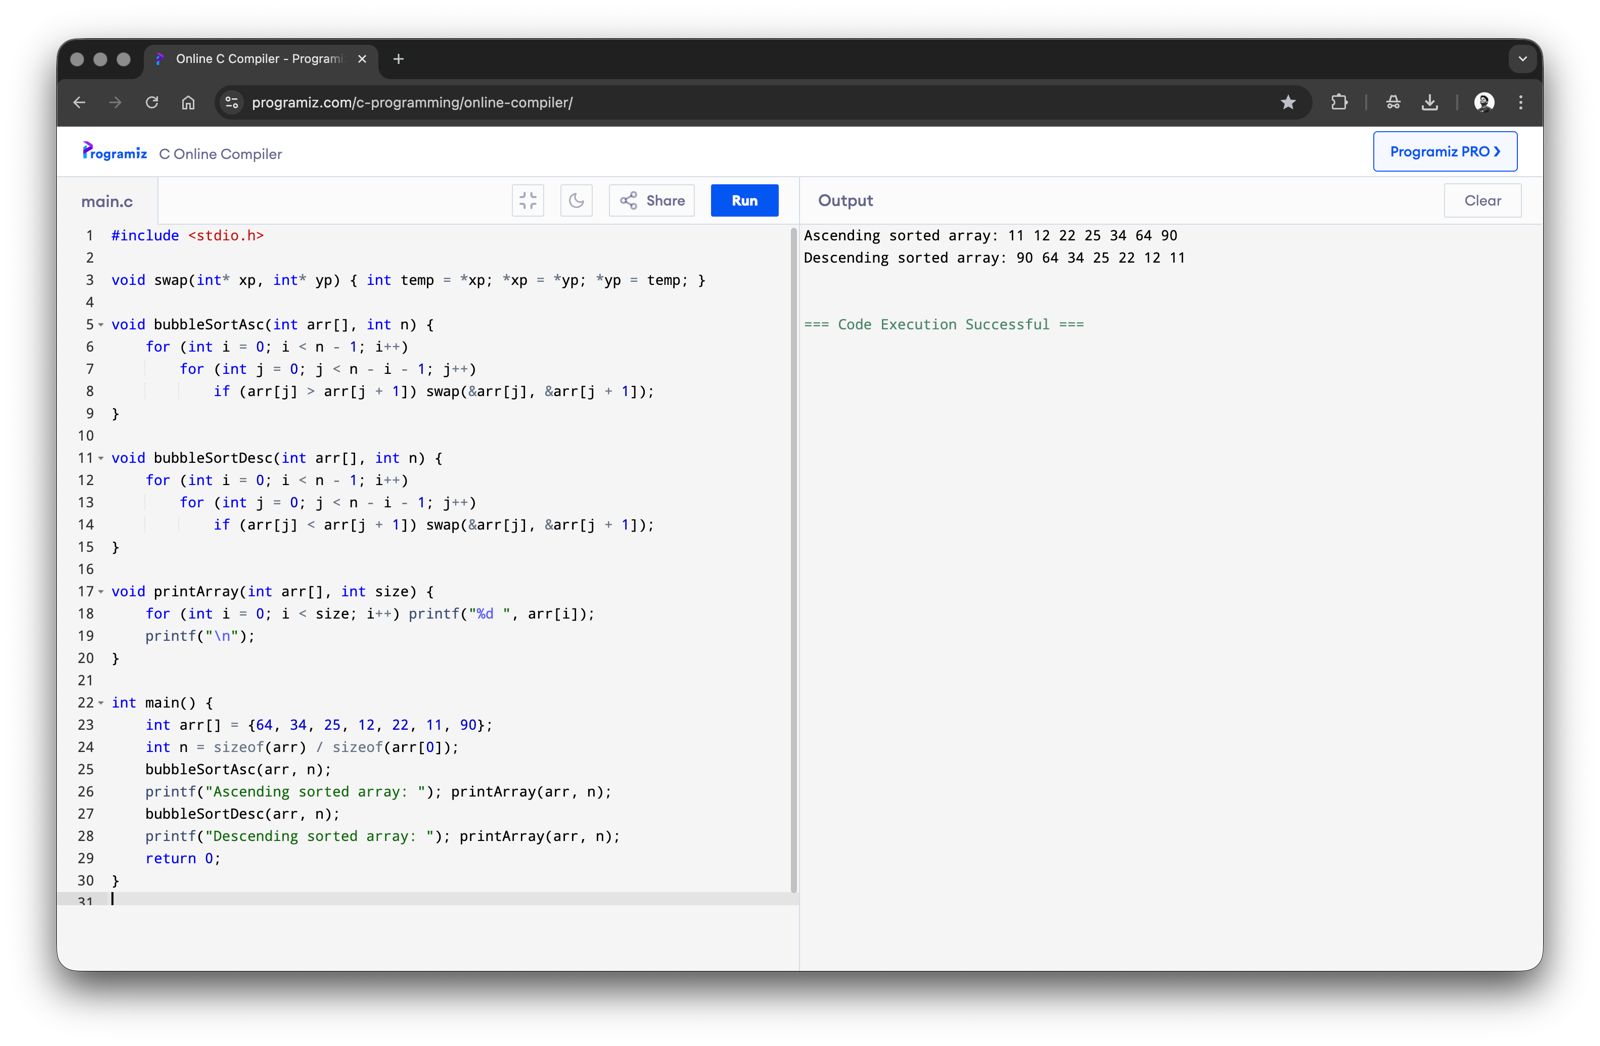 Online C Compiler - Programi
programiz.com/c-programming/online-compiler/
Programiz C Online Compiler
Programiz PRO
main.c
Share
Run
Output
Clear
1 #include <stdio.h>
2
3 void swap(int* xp, int* yp) { int temp = *xp; *xp = *yp; *yp = temp; }
4
5 void bubbleSortAsc(int arr[], int n) {
6     for (int i = 0; i < n - 1; i++)
7         for (int j = 0; j < n - i - 1; j++)
8             if (arr[j] > arr[j + 1]) swap(&arr[j], &arr[j + 1]);
9 }
10
11 void bubbleSortDesc(int arr[], int n) {
12     for (int i = 0; i < n - 1; i++)
13         for (int j = 0; j < n - i - 1; j++)
14             if (arr[j] < arr[j + 1]) swap(&arr[j], &arr[j + 1]);
15 }
16
17 void printArray(int arr[], int size) {
18     for (int i = 0; i < size; i++) printf("%d ", arr[i]);
19     printf("\n");
20 }
21
22 int main() {
23     int arr[] = {64, 34, 25, 12, 22, 11, 90};
24     int n = sizeof(arr) / sizeof(arr[0]);
25     bubbleSortAsc(arr, n);
26     printf("Ascending sorted array: "); printArray(arr, n);
27     bubbleSortDesc(arr, n);
28     printf("Descending sorted array: "); printArray(arr, n);
29     return 0;
30 }
31
Ascending sorted array: 11 12 22 25 34 64 90
Descending sorted array: 90 64 34 25 22 12 11
=== Code Execution Successful ===